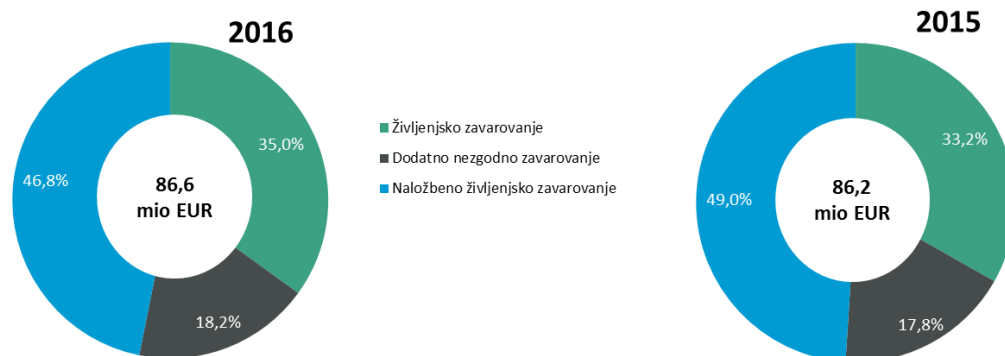 2016
35,0%
18,2%
46,8%
86,6
mio EUR
Življenjsko zavarovanje
Dodatno nezgodno zavarovanje
Naložbeno življenjsko zavarovanje
2015
33,2%
17,8%
49,0%
86,2
mio EUR